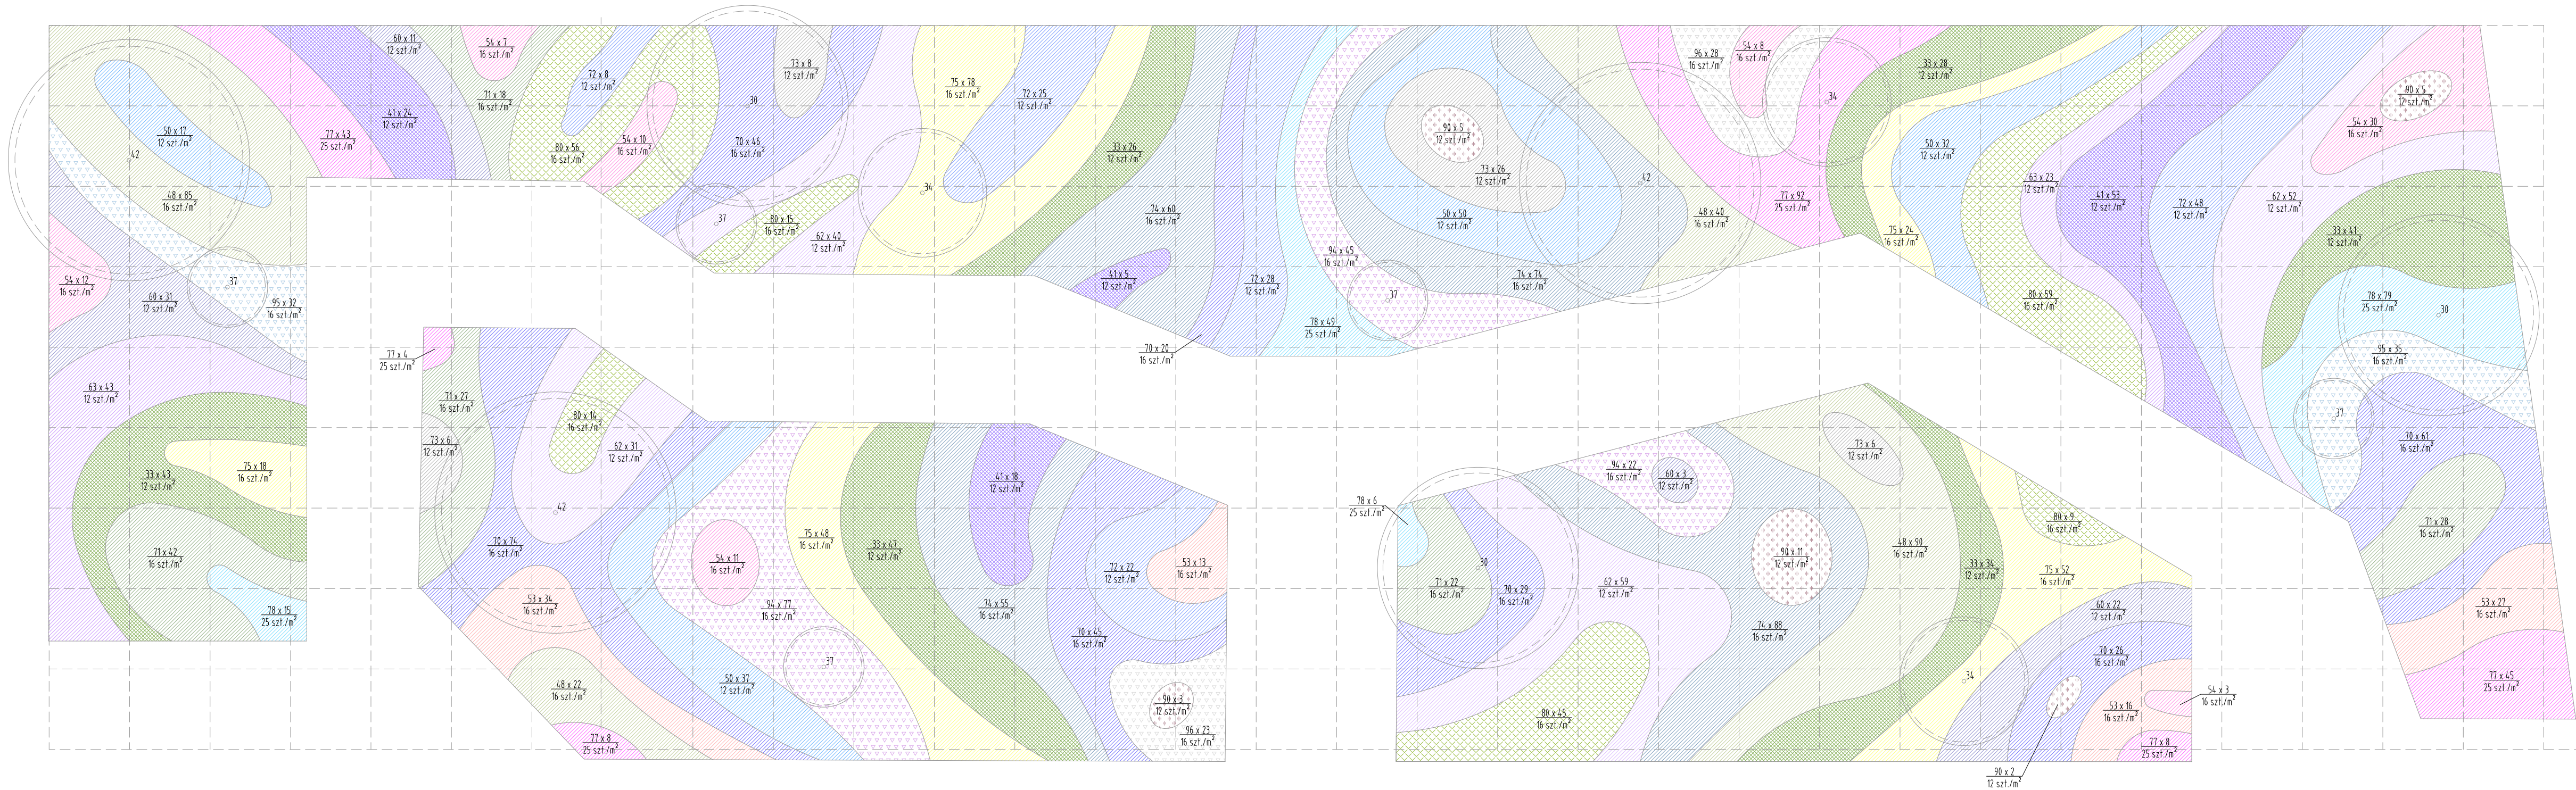 60 x 11
12 szt./m²
54 x 7
16 szt./m²
72 x 8
12 szt./m²
71 x 18
16 szt./m²
41 x 24
12 szt./m²
77 x 43
25 szt./m²
50 x 17
12 szt./m²
42
48 x 85
16 szt./m²
80 x 56
16 szt./m²
54 x 10
16 szt./m²
30
73 x 8
12 szt./m²
70 x 46
16 szt./m²
75 x 78
16 szt./m²
72 x 25
12 szt./m²
33 x 26
12 szt./m²
34
37
80 x 15
16 szt./m²
62 x 40
12 szt./m²
74 x 60
16 szt./m²
41 x 5
12 szt./m²
72 x 28
12 szt./m²
70 x 20
16 szt./m²
78 x 49
25 szt./m²
94 x 45
16 szt./m²
37
90 x 5
12 szt./m²
73 x 26
12 szt./m²
50 x 50
12 szt./m²
74 x 74
16 szt./m²
42
48 x 40
16 szt./m²
96 x 28
16 szt./m²
54 x 8
16 szt./m²
34
77 x 92
25 szt./m²
33 x 28
12 szt./m²
50 x 32
12 szt./m²
75 x 24
16 szt./m²
63 x 23
12 szt./m²
80 x 59
16 szt./m²
41 x 53
12 szt./m²
72 x 48
12 szt./m²
62 x 52
12 szt./m²
90 x 5
12 szt./m²
54 x 30
16 szt./m²
33 x 41
12 szt./m²
78 x 79
25 szt./m²
30
95 x 35
16 szt./m²
37
70 x 61
16 szt./m²
71 x 28
16 szt./m²
53 x 27
16 szt./m²
77 x 45
25 szt./m²
54 x 12
16 szt./m²
60 x 31
12 szt./m²
37
95 x 32
16 szt./m²
63 x 43
12 szt./m²
33 x 43
12 szt./m²
75 x 18
16 szt./m²
71 x 42
16 szt./m²
78 x 15
25 szt./m²
77 x 4
25 szt./m²
71 x 27
16 szt./m²
73 x 6
12 szt./m²
80 x 14
16 szt./m²
62 x 31
12 szt./m²
42
70 x 74
16 szt./m²
53 x 34
16 szt./m²
48 x 22
16 szt./m²
77 x 8
25 szt./m²
54 x 11
16 szt./m²
94 x 77
16 szt./m²
37
50 x 37
12 szt./m²
75 x 48
16 szt./m²
33 x 47
12 szt./m²
41 x 18
12 szt./m²
74 x 55
16 szt./m²
72 x 22
12 szt./m²
53 x 13
16 szt./m²
70 x 45
16 szt./m²
90 x 3
12 szt./m²
96 x 23
16 szt./m²
78 x 6
25 szt./m²
30
71 x 22
16 szt./m²
70 x 29
16 szt./m²
94 x 22
16 szt./m²
60 x 3
12 szt./m²
62 x 59
12 szt./m²
90 x 11
12 szt./m²
74 x 88
16 szt./m²
80 x 45
16 szt./m²
73 x 6
12 szt./m²
48 x 90
16 szt./m²
33 x 34
12 szt./m²
80 x 9
16 szt./m²
75 x 52
16 szt./m²
60 x 22
12 szt./m²
34
70 x 26
16 szt./m²
54 x 3
16 szt./m²
53 x 16
16 szt./m²
77 x 8
25 szt./m²
90 x 2
12 szt./m²